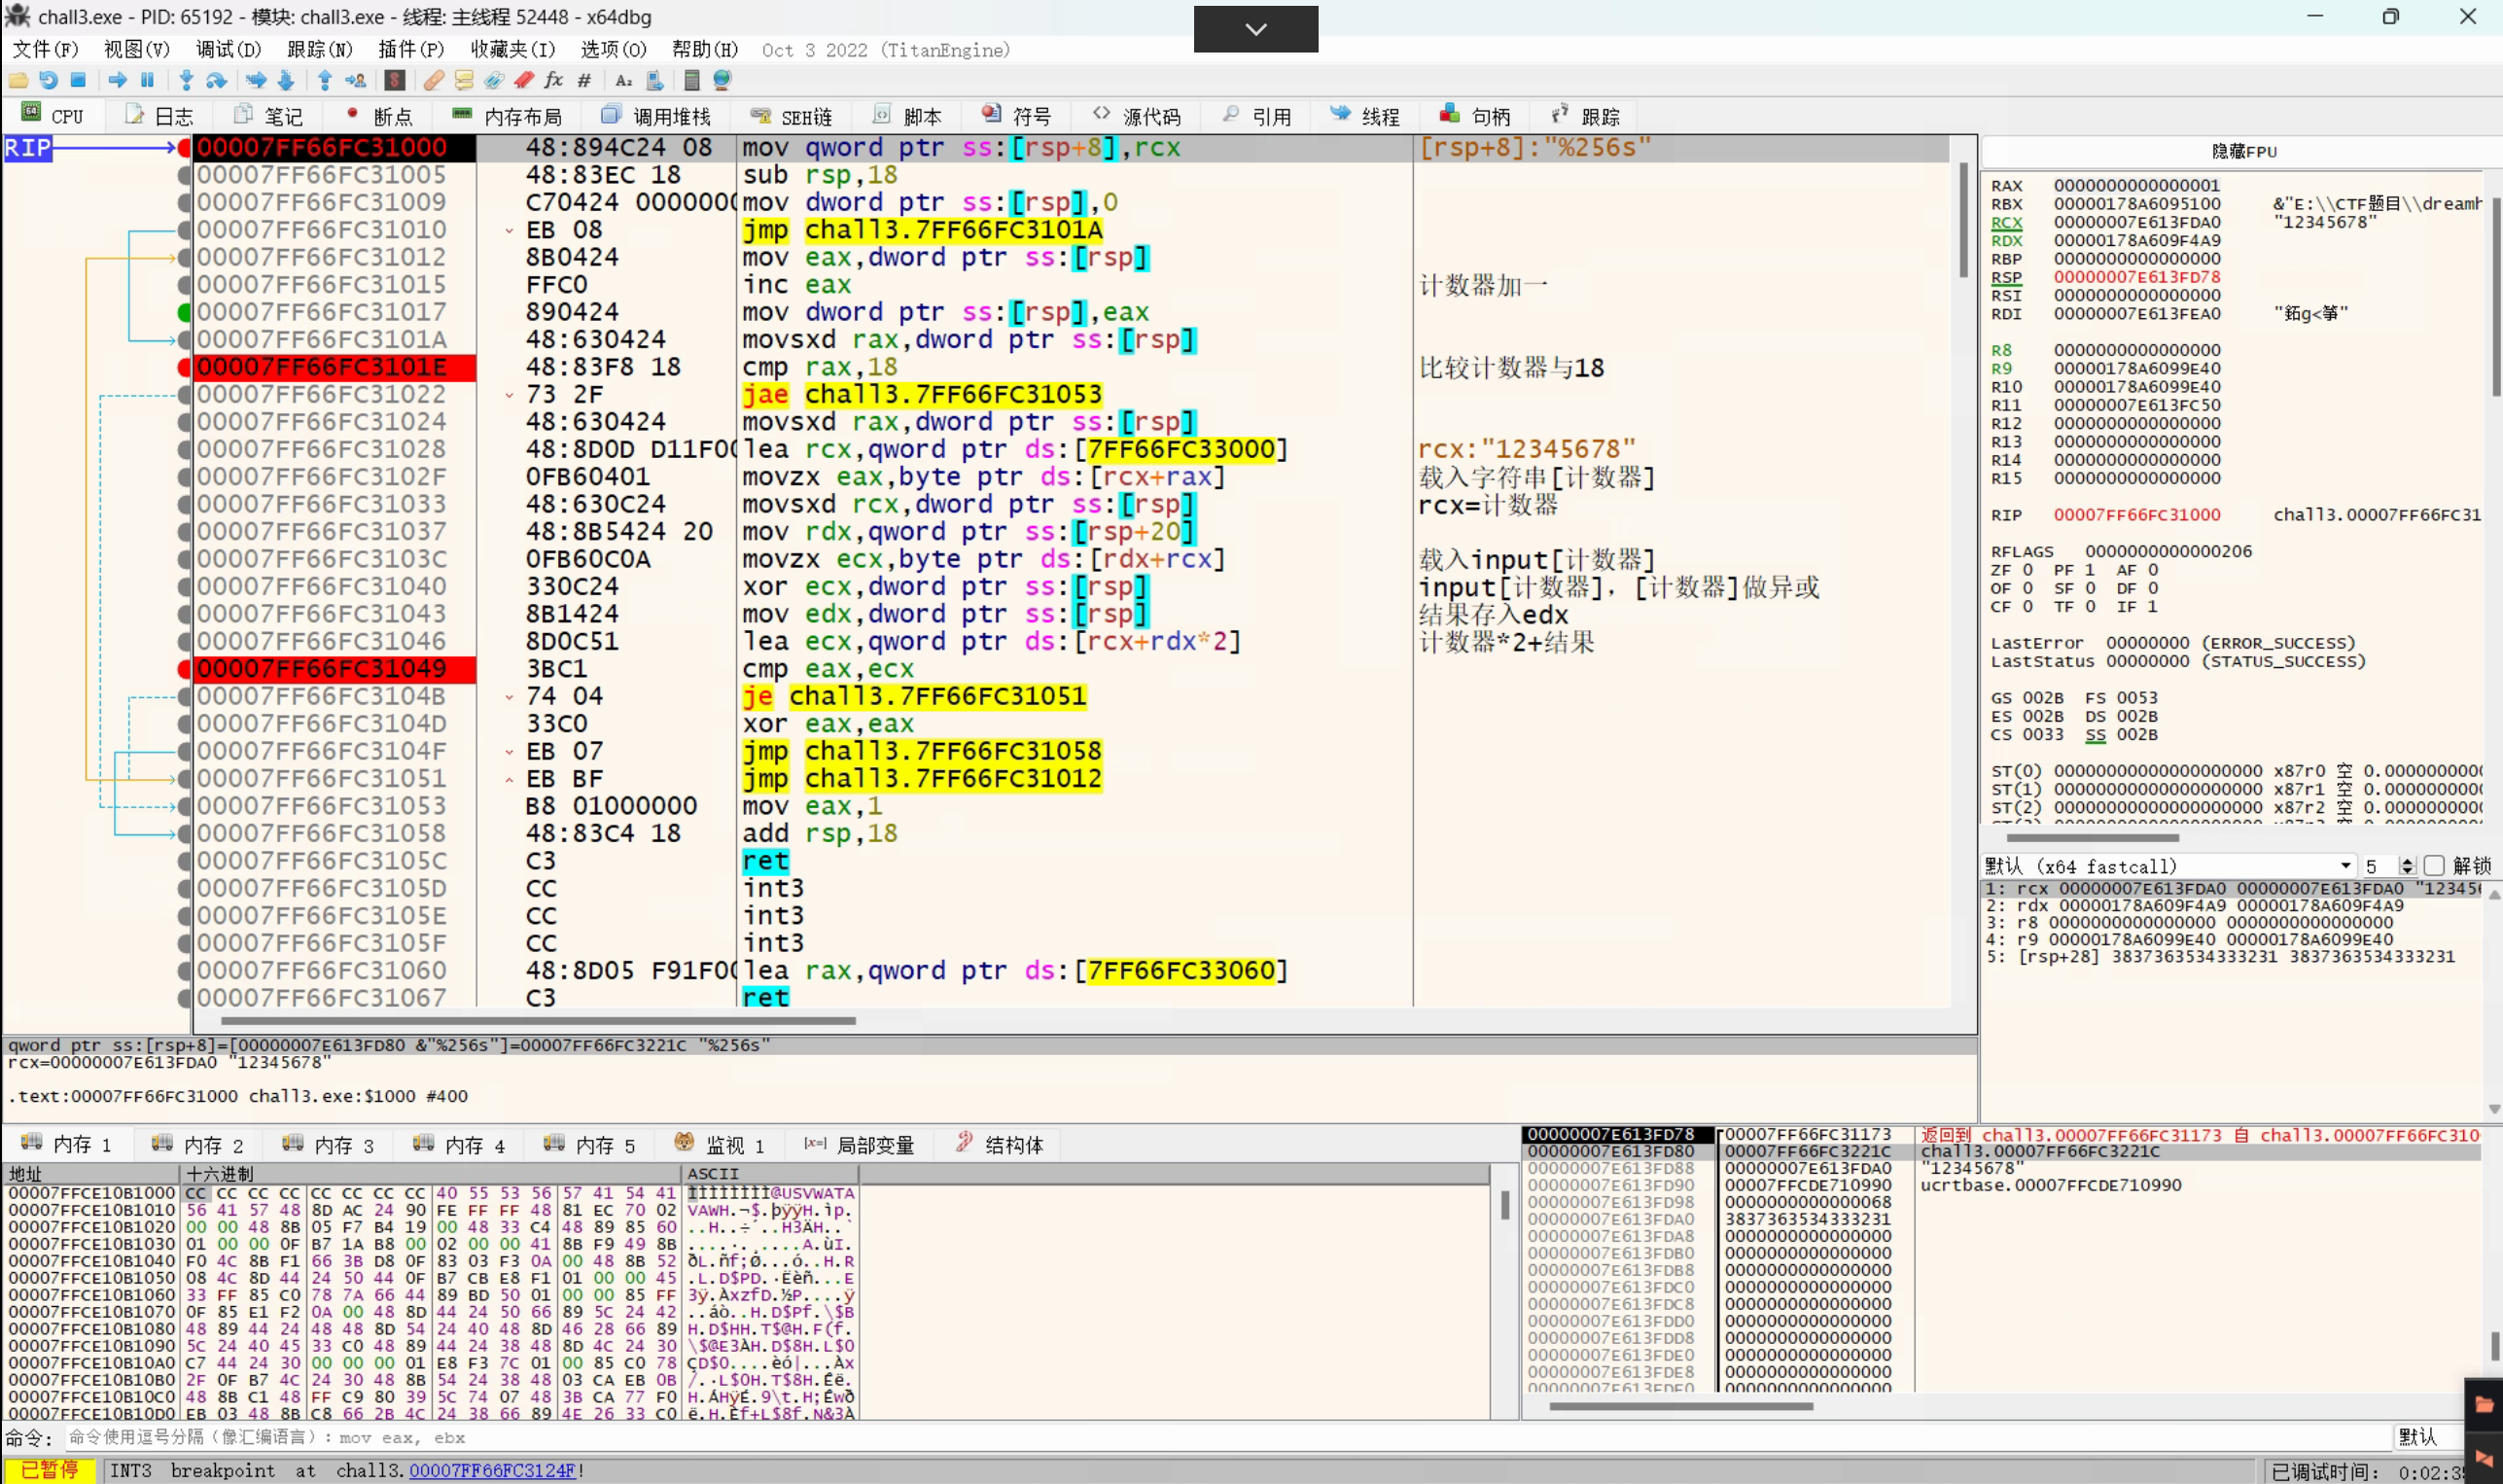 chall3.exe - PID: 65192 - 模块: chall3.exe - 线程: 主线程 52448 - x64dbg
文件(F) 视图(V) 调试(D) 跟踪(N) 插件(P) 收藏夹(I) 选项(O) 帮助(H) Oct 3 2022 (TitanEngine)
CPU 日志 笔记 断点 内存布局 调用堆栈 SEH链 脚本 符号 源代码 引用 线程 句柄 跟踪
RIP 00007FF66FC31000 48:894C24 08 mov qword ptr ss:[rsp+8],rcx [rsp+8]:"%256s"
00007FF66FC31005 48:83EC 18 sub rsp,18
00007FF66FC31009 C70424 0000000 mov dword ptr ss:[rsp],0
00007FF66FC31010 EB 08 jmp chall3.7FF66FC3101A
00007FF66FC31012 8B0424 mov eax,dword ptr ss:[rsp]
00007FF66FC31015 FFC0 inc eax 计数器加一
00007FF66FC31017 890424 mov dword ptr ss:[rsp],eax
00007FF66FC3101A 48:630424 movsxd rax,dword ptr ss:[rsp]
00007FF66FC3101E 48:83F8 18 cmp rax,18 比较计数器与18
00007FF66FC31022 73 2F jae chall3.7FF66FC31053
00007FF66FC31024 48:630424 movsxd rax,dword ptr ss:[rsp]
00007FF66FC31028 48:8D0D D11F00 lea rcx,qword ptr ds:[7FF66FC33000] rcx:"12345678"
00007FF66FC3102F 0FB60401 movzx eax,byte ptr ds:[rcx+rax] 载入字符串[计数器]
00007FF66FC31033 48:630C24 movsxd rcx,dword ptr ss:[rsp] rcx=计数器
00007FF66FC31037 48:8B5424 20 mov rdx,qword ptr ss:[rsp+20]
00007FF66FC3103C 0FB60C0A movzx ecx,byte ptr ds:[rdx+rcx] 载入input[计数器]
00007FF66FC31040 330C24 xor ecx,dword ptr ss:[rsp] input[计数器], [计数器]做异或
00007FF66FC31043 8B1424 mov edx,dword ptr ss:[rsp] 结果存入edx
00007FF66FC31046 8D0C51 lea ecx,qword ptr ds:[rcx+rdx*2] 计数器*2+结果
00007FF66FC31049 3BC1 cmp eax,ecx
00007FF66FC3104B 74 04 je chall3.7FF66FC31051
00007FF66FC3104D 33C0 xor eax,eax
00007FF66FC3104F EB 07 jmp chall3.7FF66FC31058
00007FF66FC31051 EB BF jmp chall3.7FF66FC31012
00007FF66FC31053 B8 01000000 mov eax,1
00007FF66FC31058 48:83C4 18 add rsp,18
00007FF66FC3105C C3 ret
00007FF66FC3105D CC int3
00007FF66FC3105E CC int3
00007FF66FC3105F CC int3
00007FF66FC31060 48:8D05 F91F00 lea rax,qword ptr ds:[7FF66FC33060]
00007FF66FC31067 C3 ret
隐藏FPU
RAX 0000000000000001
RBX 00000178A6095100 &"E:\\CTF题目\\dreamh
RCX 00000007E613FDA0 "12345678"
RDX 00000178A609F4A9
RBP 0000000000000000
RSP 00000007E613FD78
RSI 0000000000000000
RDI 00000007E613FEA0
R8 0000000000000000
R9 00000178A6099E40
R10 00000178A6099E40
R11 00000007E613FC50
R12 0000000000000000
R13 0000000000000000
R14 0000000000000000
R15 0000000000000000
RIP 00007FF66FC31000 chall3.00007FF66FC31
RFLAGS 0000000000000206
ZF 0 PF 1 AF 0
OF 0 SF 0 DF 0
CF 0 TF 0 IF 1
LastError 00000000 (ERROR_SUCCESS)
LastStatus 00000000 (STATUS_SUCCESS)
GS 002B FS 0053
ES 002B DS 002B
CS 0033 SS 002B
ST(0) 00000000000000000000 x87r0 空 0.0000000000
ST(1) 00000000000000000000 x87r1 空 0.0000000000
ST(2) 00000000000000000000 x87r2 空 0.0000000000
默认 (x64 fastcall) 5 解锁
1: rcx 00000007E613FDA0 00000007E613FDA0 "12345
2: rdx 00000178A609F4A9 00000178A609F4A9
3: r8 0000000000000000 0000000000000000
4: r9 00000178A6099E40 00000178A6099E40
5: [rsp+28] 3837363534333231 3837363534333231
qword ptr ss:[rsp+8]=[00000007E613FD80 &"%256s"]=00007FF66FC3221C "%256s"
rcx=00000007E613FDA0 "12345678"
.text:00007FF66FC31000 chall3.exe:$1000 #400
内存 1 内存 2 内存 3 内存 4 内存 5 监视 1 [x=] 局部变量 结构体
地址 十六进制 ASCII
00007FFCE10B1000 CC CC CC CC CC CC CC CC 40 55 53 56 57 41 54 41 ÌÌÌÌÌÌÌÌ@USVWATA
00007FFCE10B1010 56 41 57 48 8D AC 24 90 FE FF FF 48 81 EC 70 02 VAWH.¬$.þÿÿH.ìp.
00007FFCE10B1020 00 00 48 8B 05 F7 B4 19 00 48 33 C4 48 89 85 60 ..H..÷´..H3ÄH..`
00007FFCE10B1030 01 00 00 0F B7 1A B8 00 02 00 00 41 8B F9 49 8B ....·.¸....A.ùI.
00007FFCE10B1040 F0 4C 8B F1 66 3B D8 0F 83 03 F3 0A 00 48 8B 52 ðL.ñf;Ø...ó..H.R
00007FFCE10B1050 08 4C 8D 44 24 50 44 0F B7 CB E8 F1 01 00 00 45 .L.D$PD.·Ëèñ...E
00007FFCE10B1060 33 FF 85 C0 78 7A 66 44 89 BD 50 01 00 00 85 FF 3ÿ.ÀxzfD.½P....ÿ
00007FFCE10B1070 0F 85 E1 F2 0A 00 48 8D 44 24 50 66 89 5C 24 42 ..áò..H.D$Pf.\$B
00007FFCE10B1080 48 89 44 24 48 48 8D 54 24 40 48 8D 46 28 66 89 H.D$HH.T$@H.F(f.
00007FFCE10B1090 5C 24 40 45 33 C0 48 89 44 24 38 48 8D 4C 24 30 \$@E3ÀH.D$8H.L$0
00007FFCE10B10A0 C7 44 24 30 00 00 00 01 E8 F3 7C 01 00 85 C0 78 ÇD$0....èó|...Àx
00007FFCE10B10B0 2F 0F B7 4C 24 30 48 8B 54 24 38 48 03 CA EB 0B /.·L$0H.T$8H.Êë.
00007FFCE10B10C0 48 8B C1 48 FF C9 80 39 5C 74 07 48 3B CA 77 F0 H.ÁHÿÉ.9\t.H;Êwð
00007FFCE10B10D0 EB 03 48 8B C8 66 2B 4C 24 38 66 89 4E 26 33 C0 ë.H.Èf+L$8f.N&3À
00000007E613FD78 00007FF66FC31173 返回到 chall3.00007FF66FC31173 自 chall3.00007FF66FC310
00000007E613FD80 00007FF66FC3221C chall3.00007FF66FC3221C
00000007E613FD88 00000007E613FDA0 "12345678"
00000007E613FD90 00007FFCDE710990 ucrtbase.00007FFCDE710990
00000007E613FD98 0000000000000068
00000007E613FDA0 3837363534333231
00000007E613FDA8 0000000000000000
00000007E613FDB0 0000000000000000
00000007E613FDB8 0000000000000000
00000007E613FDC0 0000000000000000
00000007E613FDC8 0000000000000000
00000007E613FDD0 0000000000000000
00000007E613FDD8 0000000000000000
00000007E613FDE0 0000000000000000
00000007E613FDE8 0000000000000000
命令: 命令使用逗号分隔(像汇编语言): mov eax, ebx 默认
已暂停 INT3 breakpoint at chall3.00007FF66FC3124F! 已调试时间: 0:02:3